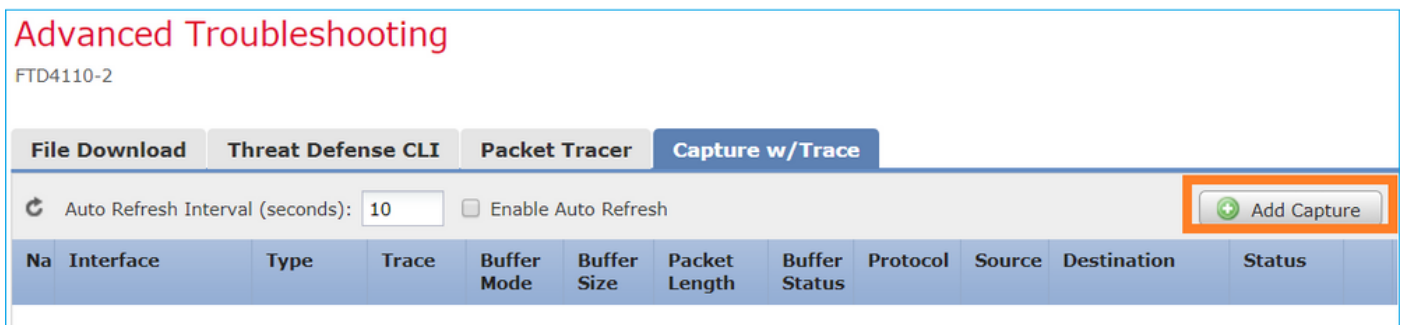 Advanced Troubleshooting
FTD4110-2
File Download Threat Defense CLI Packet Tracer Capture w/Trace
Auto Refresh Interval (seconds): 10 Enable Auto Refresh Add Capture
Na Interface Type Trace Buffer Mode Buffer Size Packet Length Buffer Status Protocol Source Destination Status